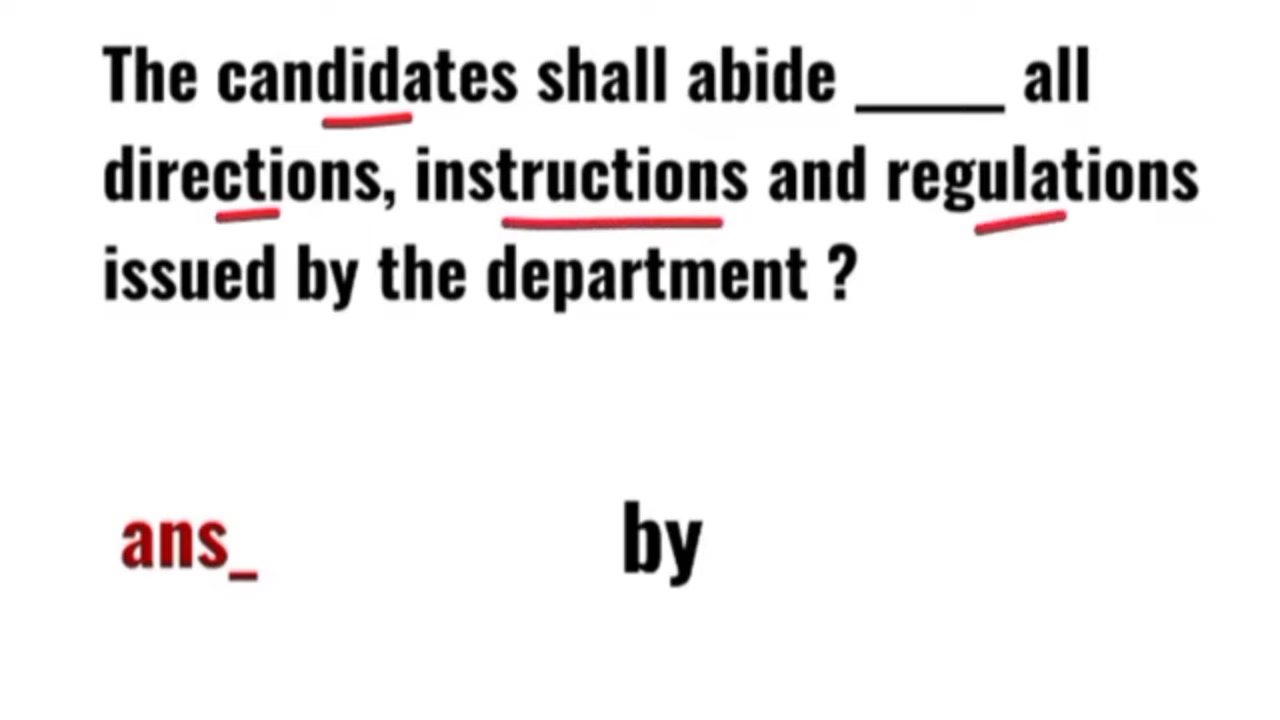 The candidates shall abide _____ all
directions, instructions and regulations
issued by the department ?
ans_ by